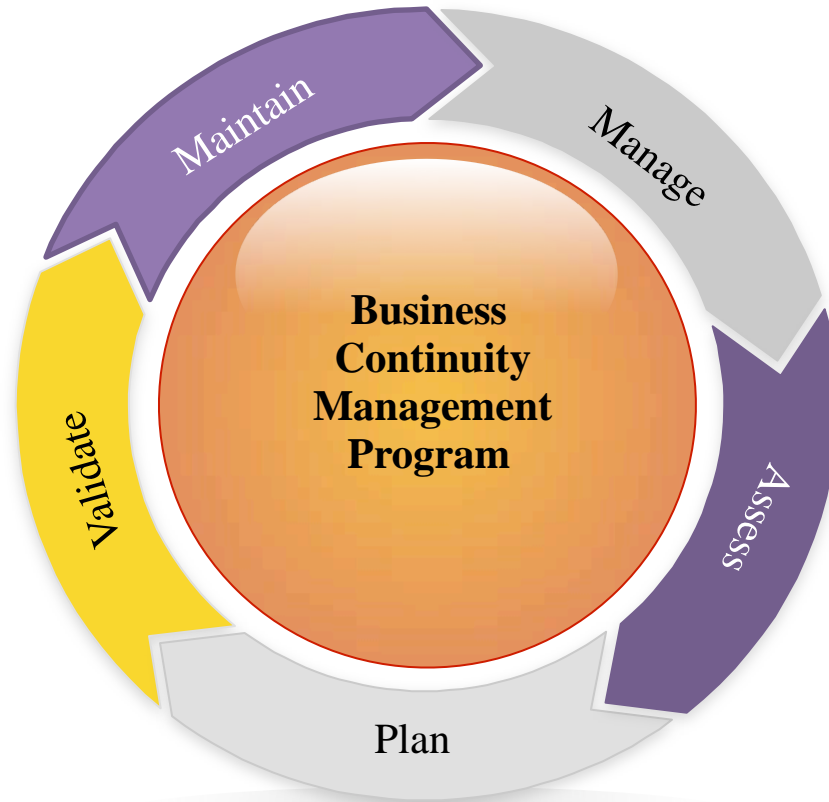 Maintain
Manage
Business
Continuity
Management
Program
Validate
Assess
Plan